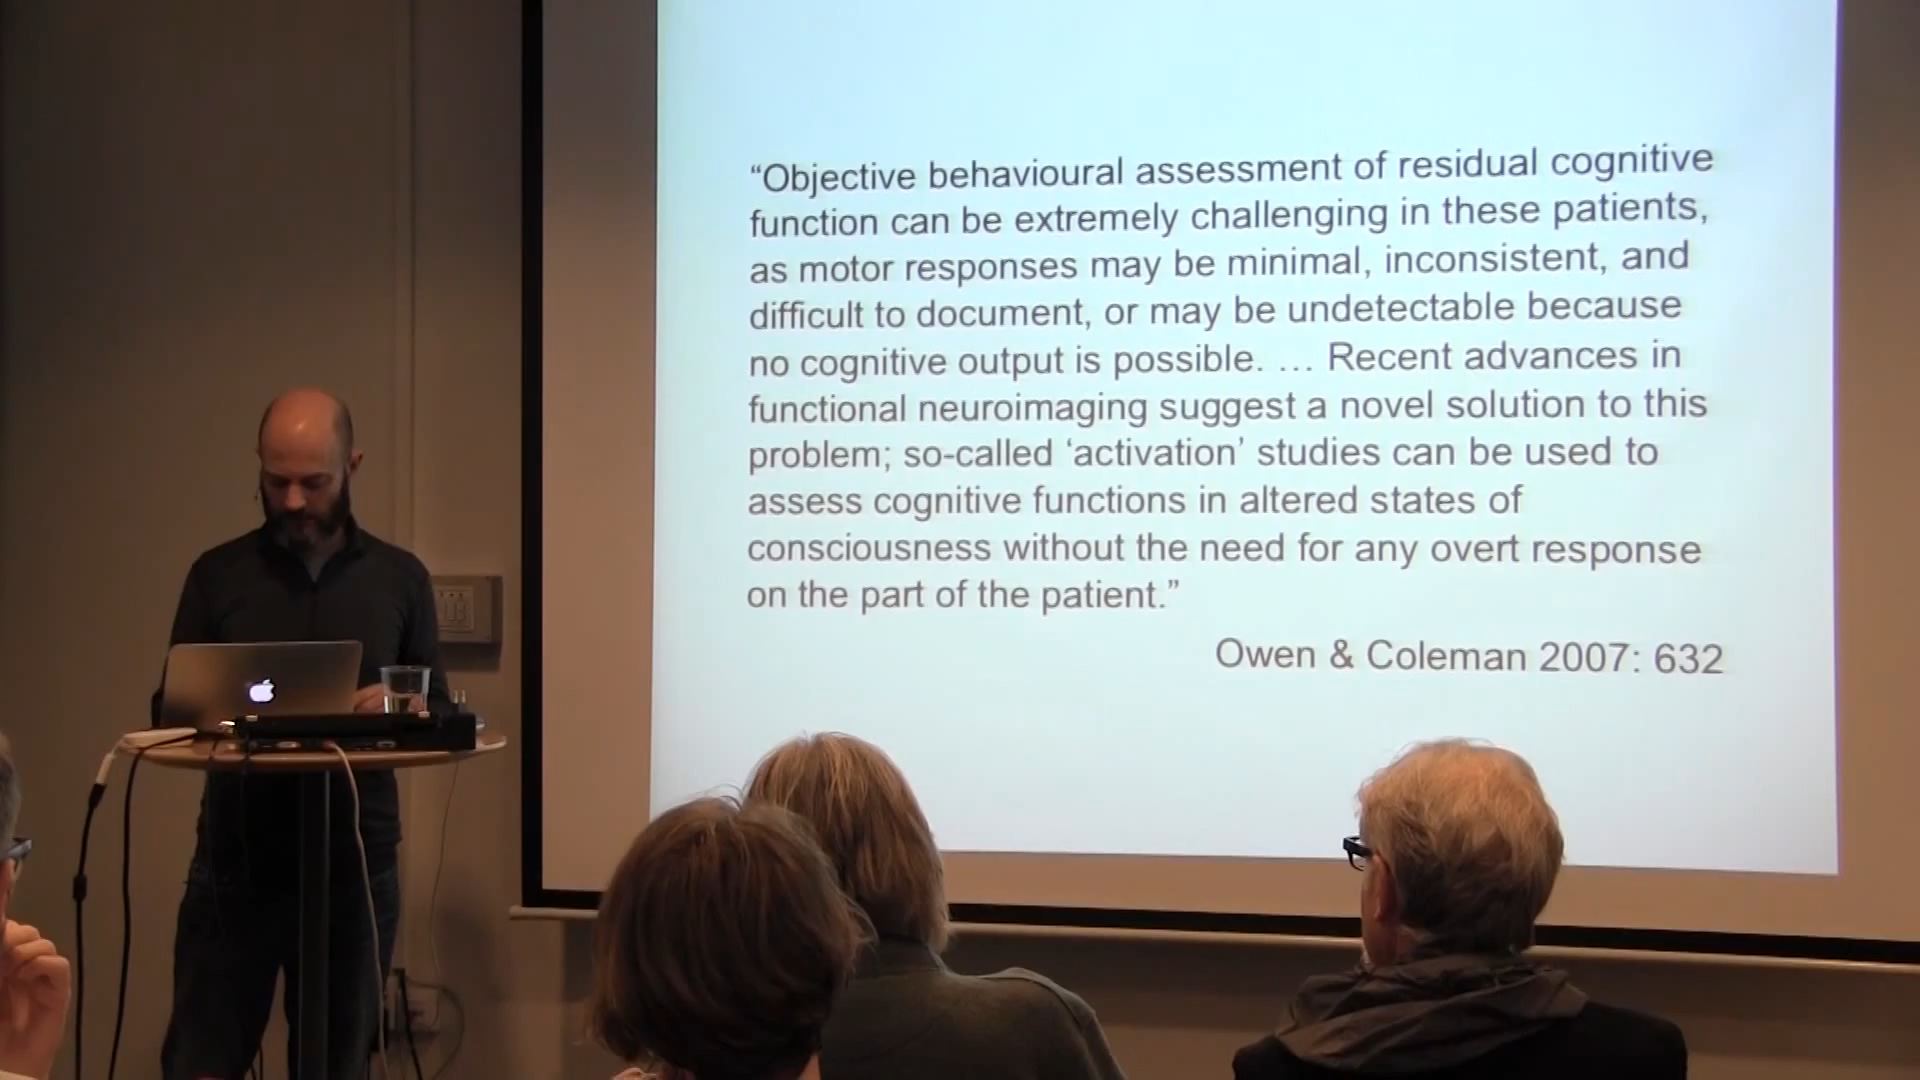 “Objective behavioural assessment of residual cognitive
function can be extremely challenging in these patients,
as motor responses may be minimal, inconsistent, and
difficult to document, or may be undetectable because
no cognitive output is possible. … Recent advances in
functional neuroimaging suggest a novel solution to this
problem; so-called ‘activation’ studies can be used to
assess cognitive functions in altered states of
consciousness without the need for any overt response
on the part of the patient.”
Owen & Coleman 2007: 632